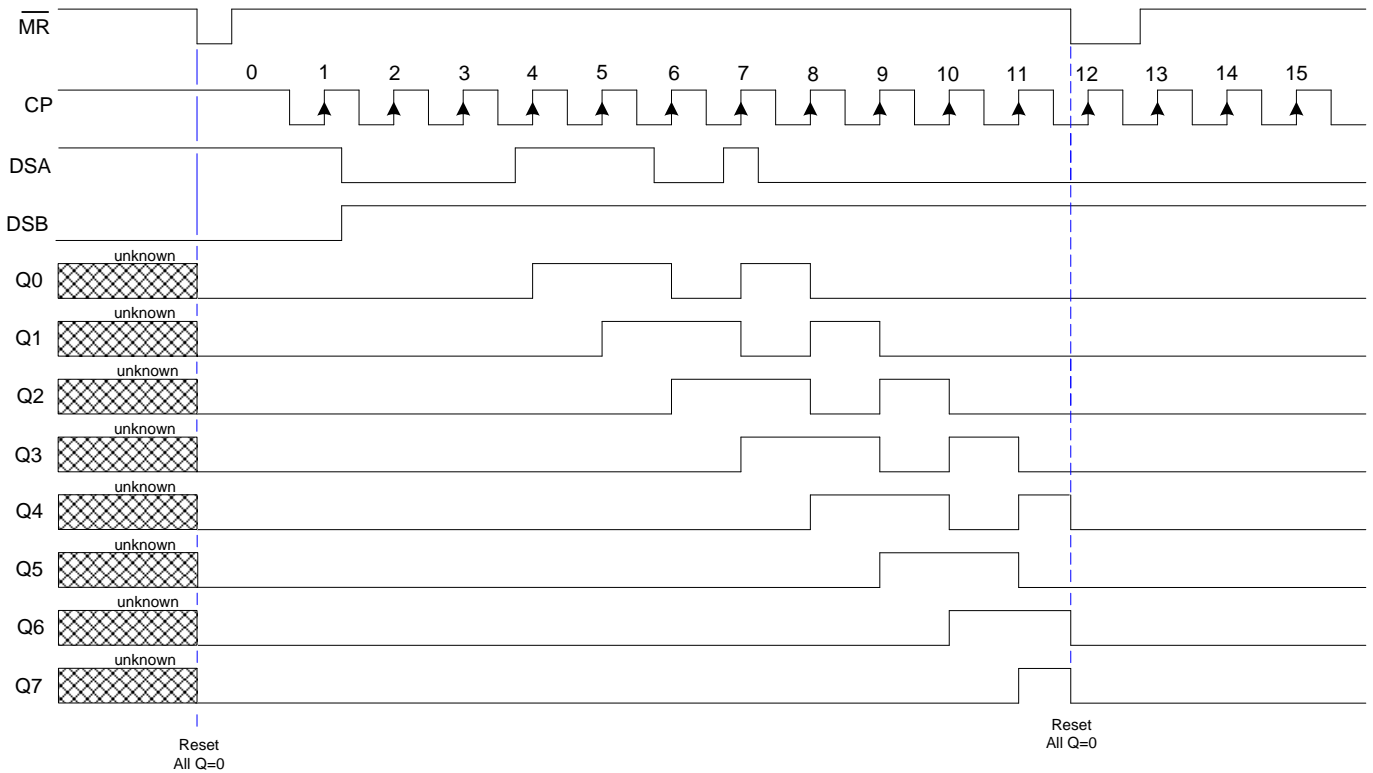 MR
0 1 2 3 4 5 6 7 8 9 10 11 12 13 14 15
CP
DSA
DSB
unknown
Q0
unknown
Q1
unknown
Q2
unknown
Q3
unknown
Q4
unknown
Q5
unknown
Q6
unknown
Q7
Reset
All Q=0
Reset
All Q=0